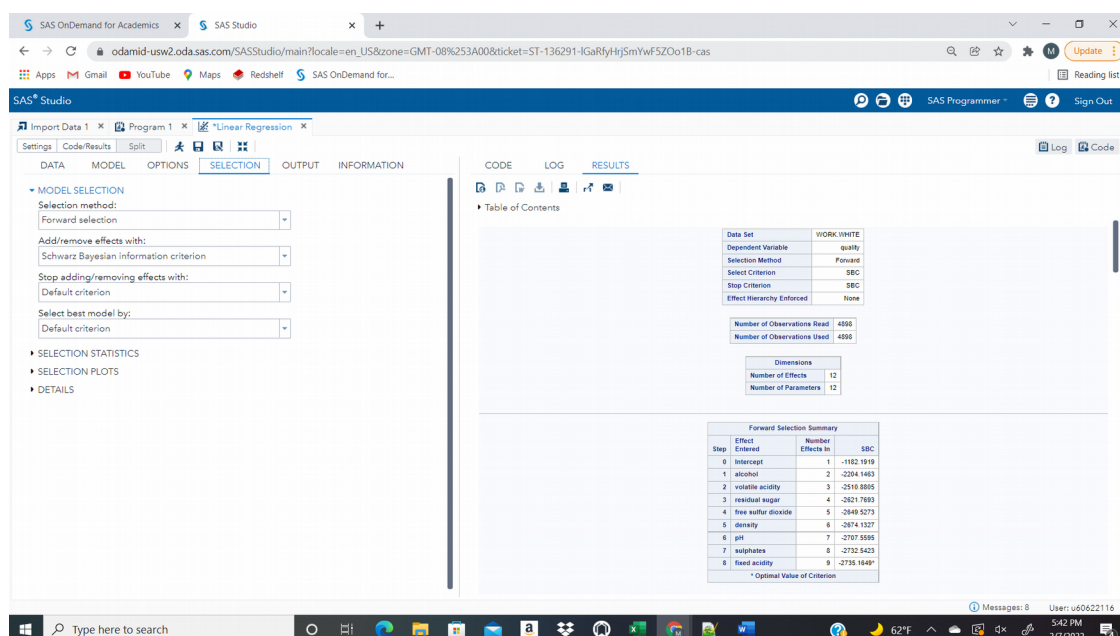 SAS OnDemand for Academics
SAS Studio
odamid-usw2.oda.sas.com/SASStudio/main?locale=en_US&zone=GMT-08%253A00&ticket=ST-136291-lGaRfyHrjSmYwF5ZOo1B-cas
M
Update
Apps Gmail YouTube Maps Redshelf SAS OnDemand for...
Reading list
SAS® Studio
SAS Programmer
Sign Out
Import Data 1 Program 1 *Linear Regression
Settings Code/Results Split
Log Code
DATA MODEL OPTIONS SELECTION OUTPUT INFORMATION
MODEL SELECTION
Selection method:
Forward selection
Add/remove effects with:
Schwarz Bayesian information criterion
Stop adding/removing effects with:
Default criterion
Select best model by:
Default criterion
SELECTION STATISTICS
SELECTION PLOTS
DETAILS
CODE LOG RESULTS
Table of Contents
Data Set WORK.WHITE
Dependent Variable quality
Selection Method Forward
Select Criterion SBC
Stop Criterion SBC
Effect Hierarchy Enforced None
Number of Observations Read 4898
Number of Observations Used 4898
Dimensions
Number of Effects 12
Number of Parameters 12
Forward Selection Summary
Step Effect Entered Number Effects In SBC
0 Intercept 1 -1182.1919
1 alcohol 2 -2204.1463
2 volatile acidity 3 -2510.8805
3 residual sugar 4 -2621.7693
4 free sulfur dioxide 5 -2649.5273
5 density 6 -2674.1327
6 pH 7 -2707.5595
7 sulphates 8 -2732.5423
8 fixed acidity 9 -2735.1649*
* Optimal Value of Criterion
Messages: 8 User: u60622116
Type here to search
62°F
5:42 PM